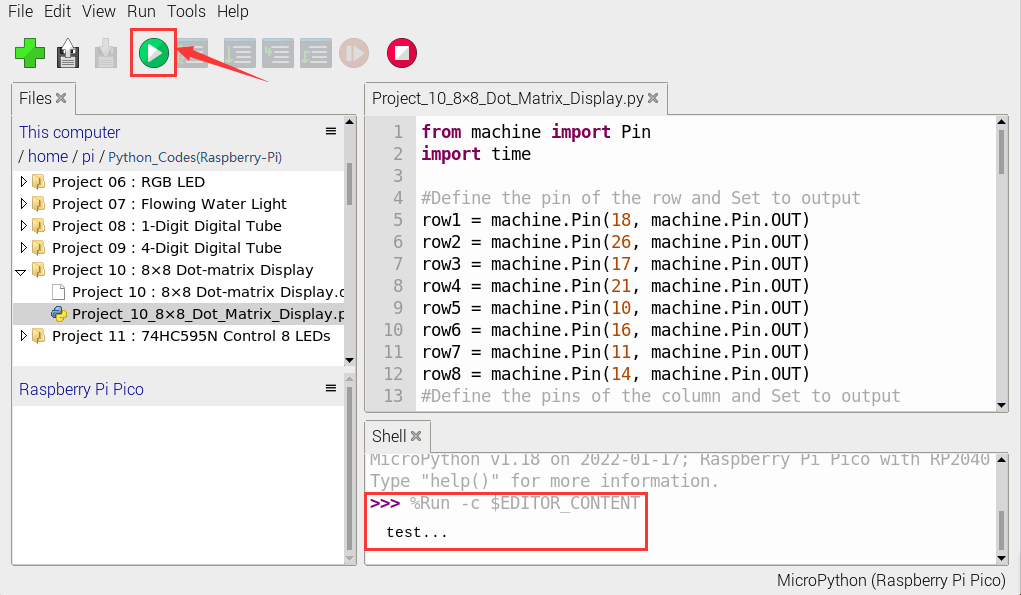 File Edit View Run Tools Help
Files
This computer
/ home / pi / Python_Codes(Raspberry-Pi)
Project 06 : RGB LED
Project 07 : Flowing Water Light
Project 08 : 1-Digit Digital Tube
Project 09 : 4-Digit Digital Tube
Project 10 : 8×8 Dot-matrix Display
Project 10 : 8×8 Dot-matrix Display.
Project_10_8×8_Dot_Matrix_Display.p
Project 11 : 74HC595N Control 8 LEDs
Raspberry Pi Pico
Project_10_8×8_Dot_Matrix_Display.py
1 from machine import Pin
2 import time
3
4 #Define the pin of the row and Set to output
5 row1 = machine.Pin(18, machine.Pin.OUT)
6 row2 = machine.Pin(26, machine.Pin.OUT)
7 row3 = machine.Pin(17, machine.Pin.OUT)
8 row4 = machine.Pin(21, machine.Pin.OUT)
9 row5 = machine.Pin(10, machine.Pin.OUT)
10 row6 = machine.Pin(16, machine.Pin.OUT)
11 row7 = machine.Pin(11, machine.Pin.OUT)
12 row8 = machine.Pin(14, machine.Pin.OUT)
13 #Define the pins of the column and Set to output
Shell
MicroPython v1.18 on 2022-01-17; Raspberry Pi Pico with RP2040
Type "help()" for more information.
>>> %Run -c $EDITOR_CONTENT
test...
MicroPython (Raspberry Pi Pico)